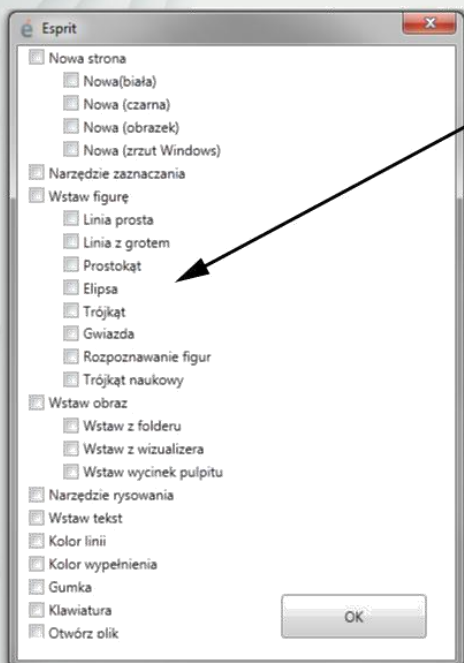 Esprit
Nowa strona
Nowa(biała)
Nowa (czarna)
Nowa (obrazek)
Nowa (zrzut Windows)
Narzędzie zaznaczania
Wstaw figurę
Linia prosta
Linia z grotem
Prostokąt
Elipsa
Trójkąt
Gwiazda
Rozpoznawanie figur
Trójkąt naukowy
Wstaw obraz
Wstaw z folderu
Wstaw z wizualizera
Wstaw wycinek pulpitu
Narzędzie rysowania
Wstaw tekst
Kolor linii
Kolor wypełnienia
Gumka
Klawiatura
Otwórz plik
OK